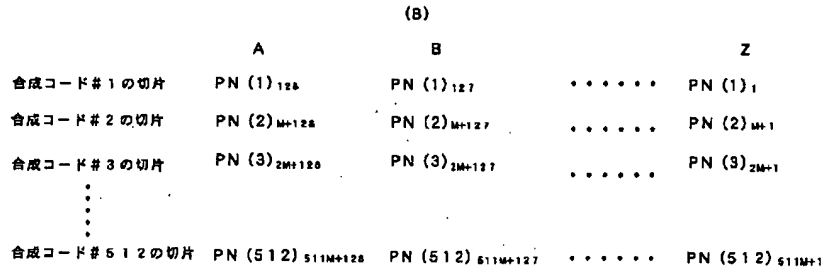 (B)
A B Z
合成コード#1の切片 PN (1)₁₂₈ PN (1)₁₂₇ ・・・・・・ PN (1)₁
合成コード#2の切片 PN (2)M+128 PN (2)M+127 ・・・・・・ PN (2)M+1
合成コード#3の切片 PN (3)2M+128 PN (3)2M+127 ・・・・・・ PN (3)2M+1
合成コード#512の切片 PN (512)511M+128 PN (512)511M+127 ・・・・・・ PN (512)511M+1